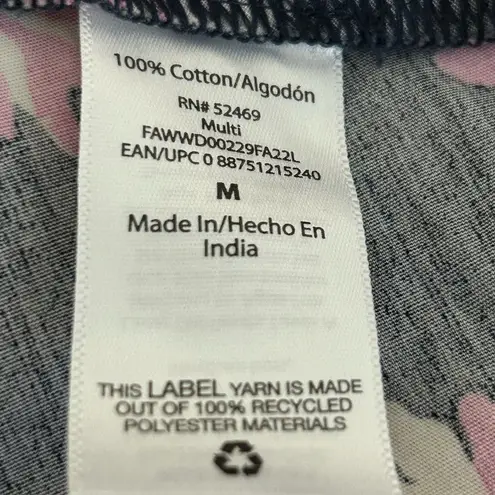 100% Cotton/Algodón
RN# 52469
Multi
FAWWD00229FA22L
EAN/UPC 0 88751215240
M
Made In/Hecho En
India
THIS LABEL YARN IS MADE
OUT OF 100% RECYCLED
POLYESTER MATERIALS